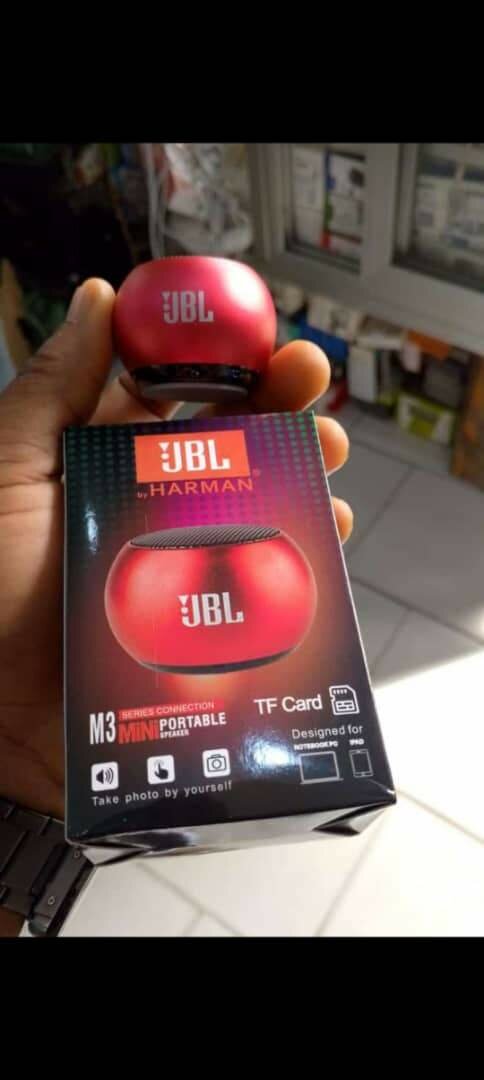 JBL
JBL
by HARMAN®
JBL
SERIES CONNECTION
M3 MiNi PORTABLE
SPEAKER
TF Card
Designed for
NOTEBOOK PC IPAD
Take photo by yourself